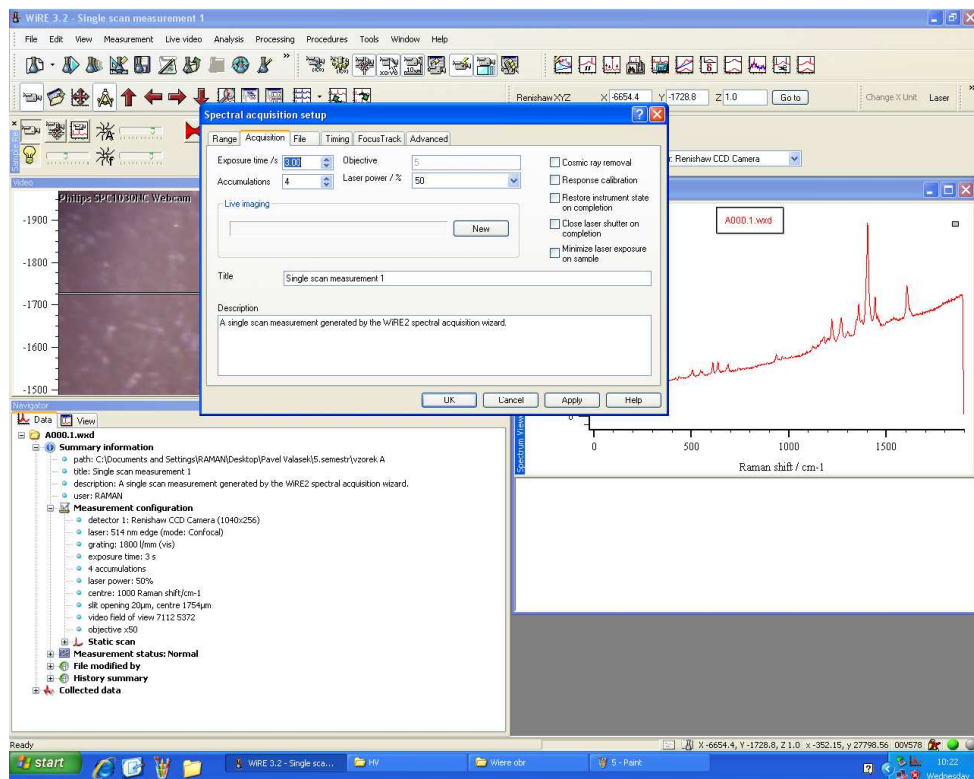 WiRE 3.2 - Single scan measurement 1
File Edit View Measurement Live video Analysis Processing Procedures Tools Window Help
Renishaw XYZ X -6654.4 Y -1728.8 Z 1.0 Go to Change X Unit Laser
Spectral acquisition setup
Range Acquisition File Timing FocusTrack Advanced
Exposure time /s 3.00 Objective 5 Cosmic ray removal
Accumulations 4 Laser power / % 50 Response calibration
Restore instrument state on completion
Live imaging
New
Close laser shutter on completion
Minimize laser exposure on sample
Title Single scan measurement 1
Description
A single scan measurement generated by the WiRE2 spectral acquisition wizard.
OK Cancel Apply Help
: Renishaw CCD Camera
Video
Philips SPC1030NC Webcam
-1900
-1800
-1700
-1600
-1500
A000.1.wxd
0
0 500 1000 1500
Raman shift / cm-1
Spectrum View
Navigator
Data View
A000.1.wxd
Summary information
path: C:\Documents and Settings\RAMAN\Desktop\Pavel Valasek\5.semestr\vzorek A
title: Single scan measurement 1
description: A single scan measurement generated by the WiRE2 spectral acquisition wizard.
user: RAMAN
Measurement configuration
detector 1: Renishaw CCD Camera (1040x256)
laser: 514 nm edge (mode: Confocal)
grating: 1800 l/mm (vis)
exposure time: 3 s
4 accumulations
laser power: 50%
centre: 1000 Raman shift/cm-1
slit opening 20µm, centre 1754µm
video field of view 7112 5372
objective x50
Static scan
Measurement status: Normal
File modified by
History summary
Collected data
Ready X -6654.4, Y -1728.8, Z 1.0 x -352.15, y 27798.56 00V578
start WiRE 3.2 - Single sca... HV Wiere obr 5 - Paint 10:22
Wednesday